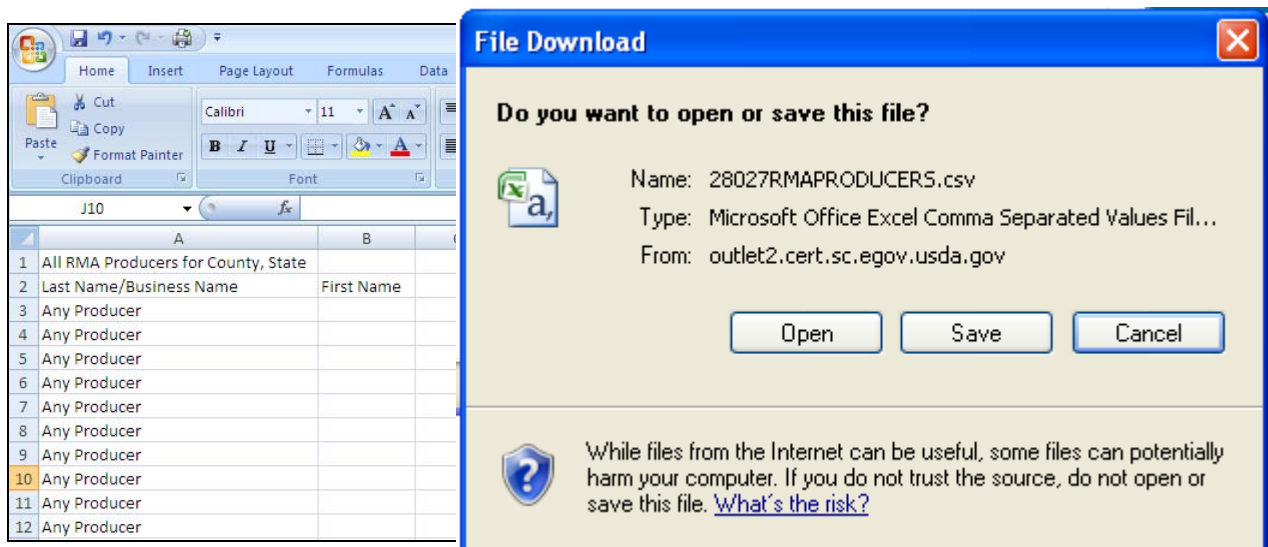 Home Insert Page Layout Formulas Data
Cut
Copy
Format Painter
Paste
Calibri 11 A A
B I U A
Clipboard Font
J10 fx
A B
1 All RMA Producers for County, State
2 Last Name/Business Name First Name
3 Any Producer
4 Any Producer
5 Any Producer
6 Any Producer
7 Any Producer
8 Any Producer
9 Any Producer
10 Any Producer
11 Any Producer
12 Any Producer
File Download
Do you want to open or save this file?
a,
Name: 28027RMAPRODUCERS.csv
Type: Microsoft Office Excel Comma Separated Values Fil...
From: outlet2.cert.sc.egov.usda.gov
Open Save Cancel
While files from the Internet can be useful, some files can potentially
harm your computer. If you do not trust the source, do not open or
save this file. What's the risk?